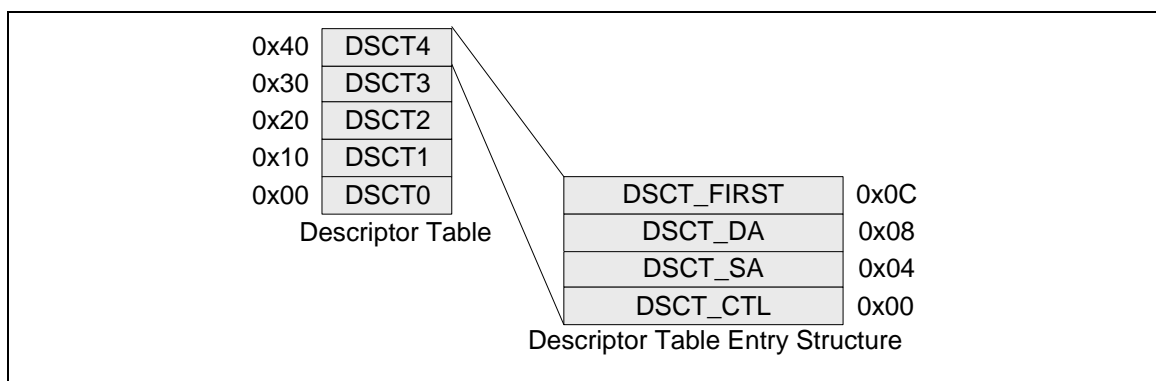 0x40 DSCT4
0x30 DSCT3
0x20 DSCT2
0x10 DSCT1
0x00 DSCT0
Descriptor Table
DSCT_FIRST 0x0C
DSCT_DA 0x08
DSCT_SA 0x04
DSCT_CTL 0x00
Descriptor Table Entry Structure